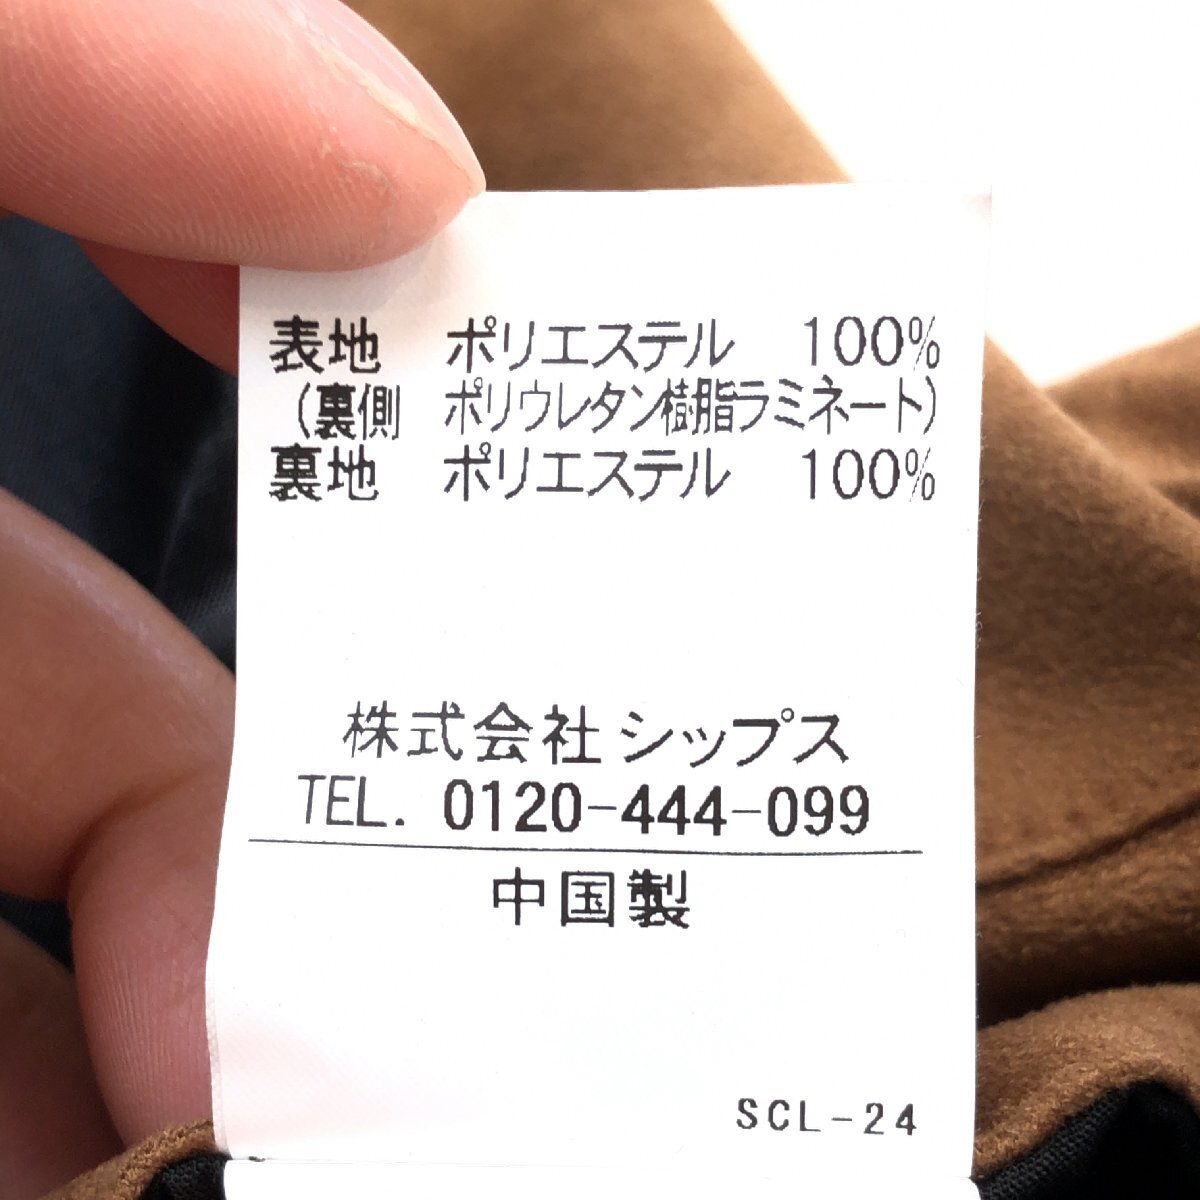 表地 ポリエステル 100%
(裏側 ポリウレタン樹脂ラミネート)
裏地 ポリエステル 100%
株式会社シップス
TEL. 0120-444-099
中国製
SCL-24